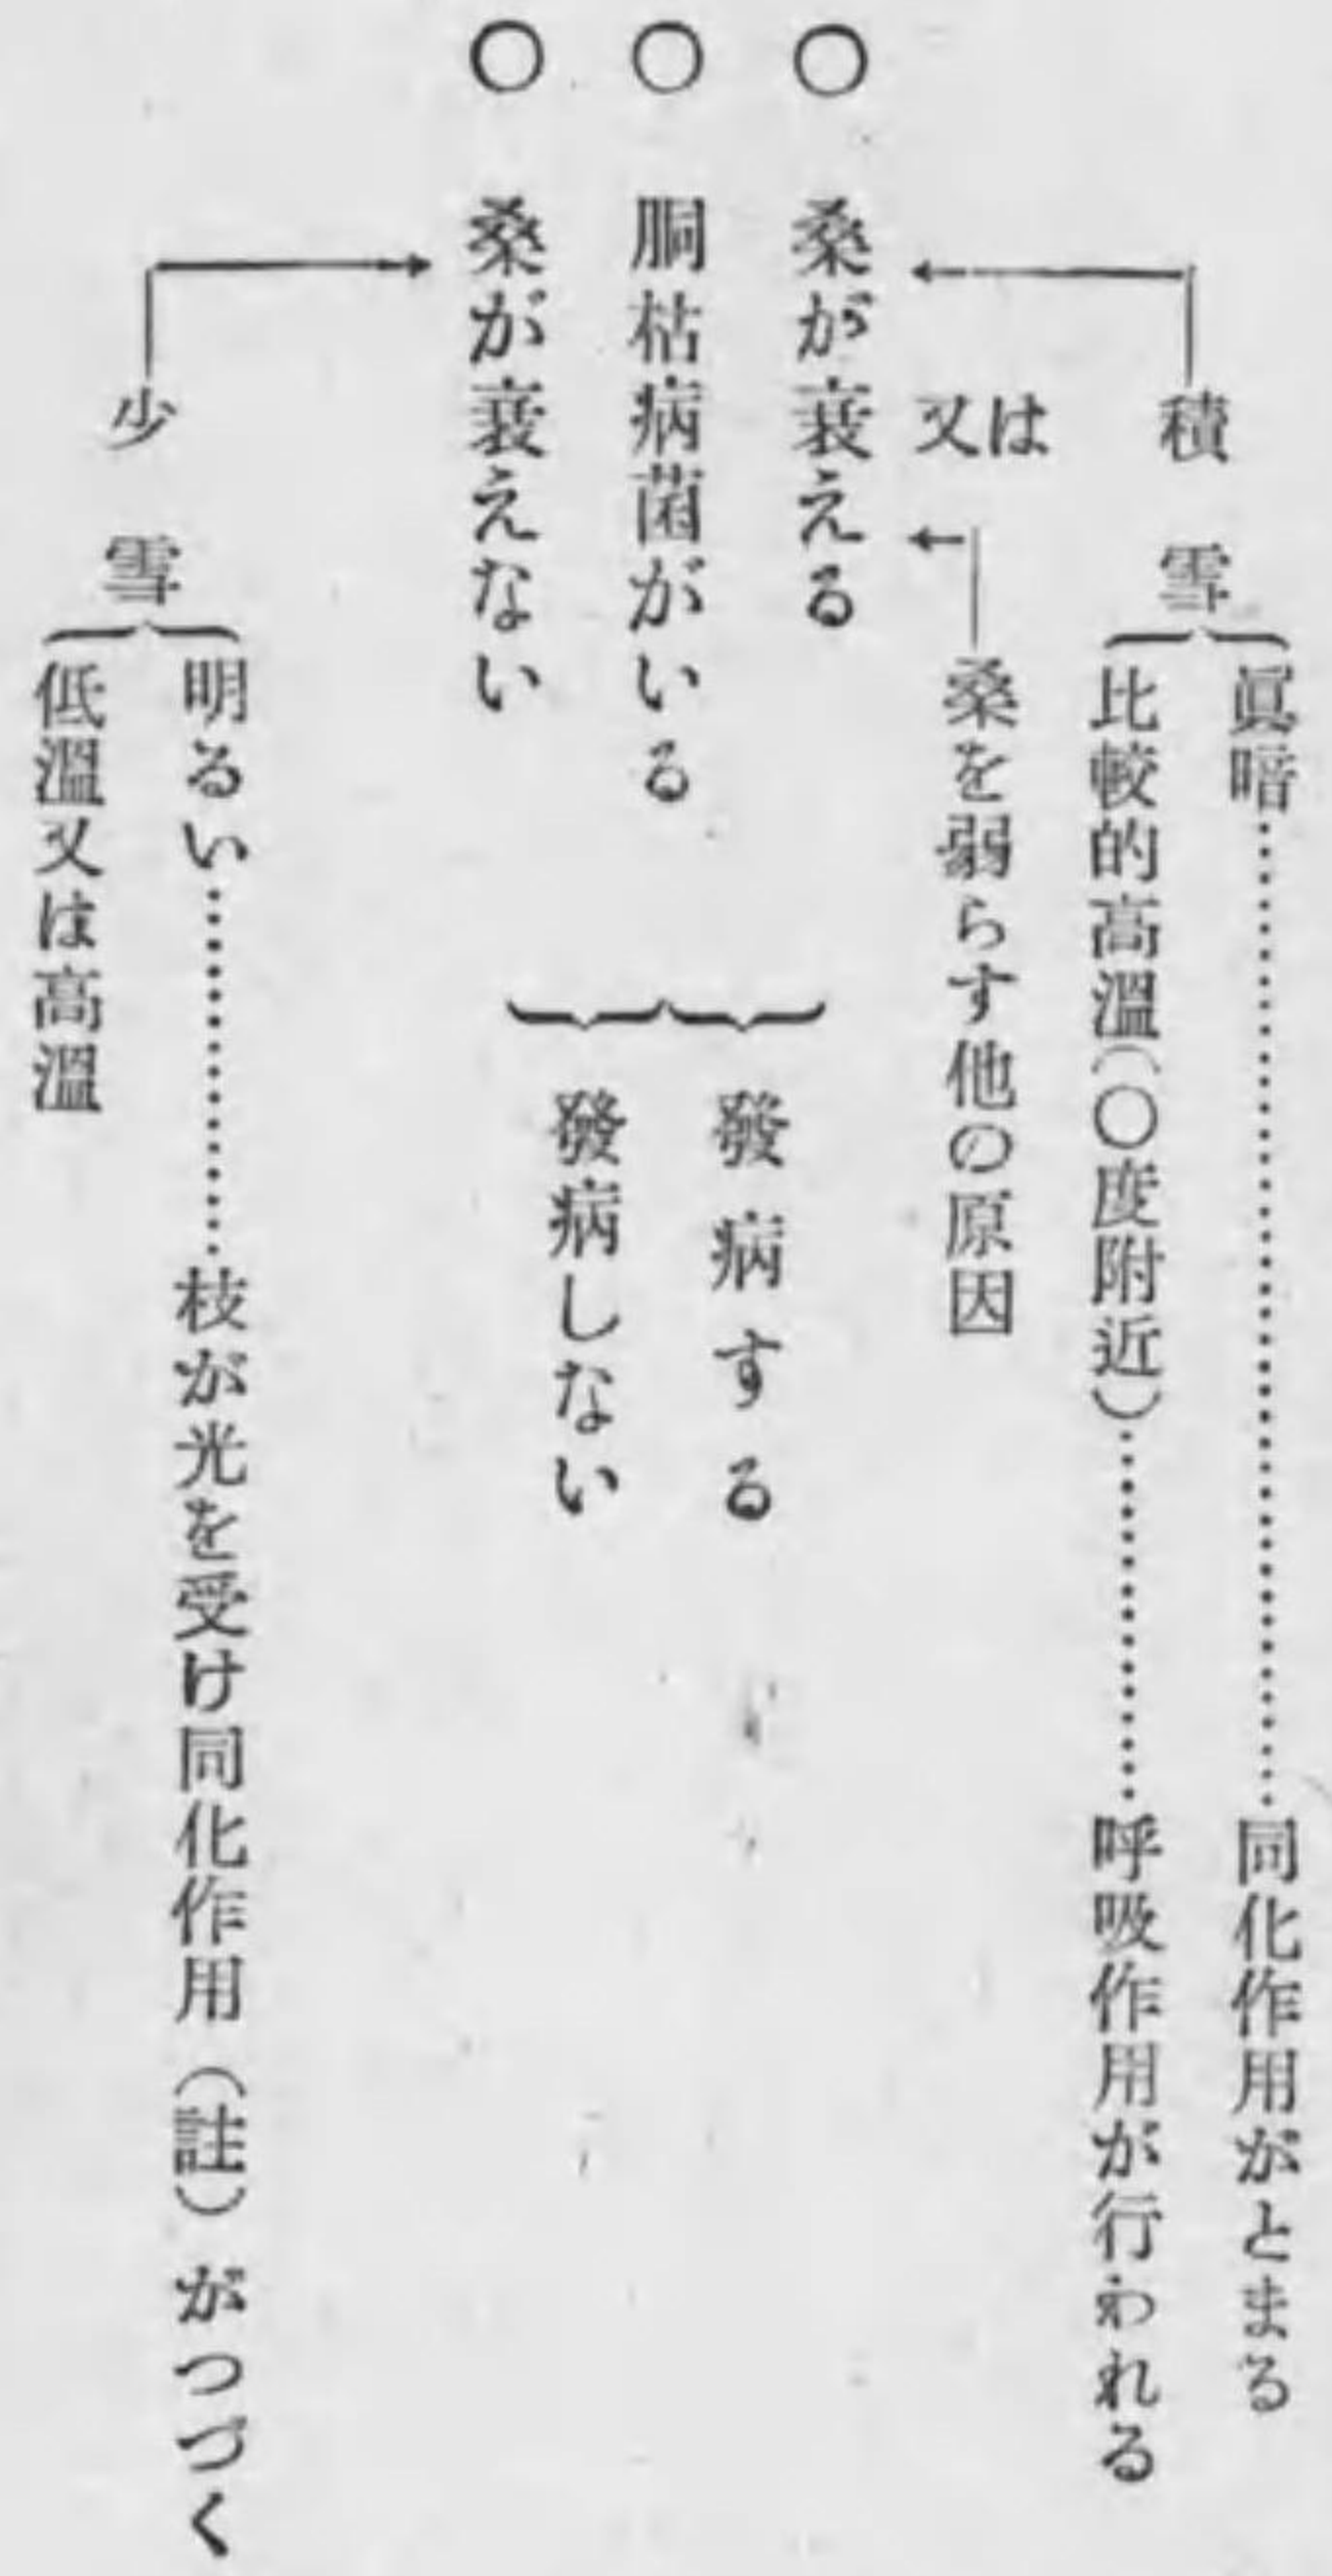 積雪
眞暗……………………同化作用がとまる
比較的高溫(〇度附近)……………呼吸作用が行われる
又は
桑を弱らす他の原因
○ 桑が衰える
○ 胴枯病菌がいる
○ 桑が衰えない
發病する
發病しない
少雪
明るい……………枝が光を受け同化作用(註)がつづく
低溫又は高溫